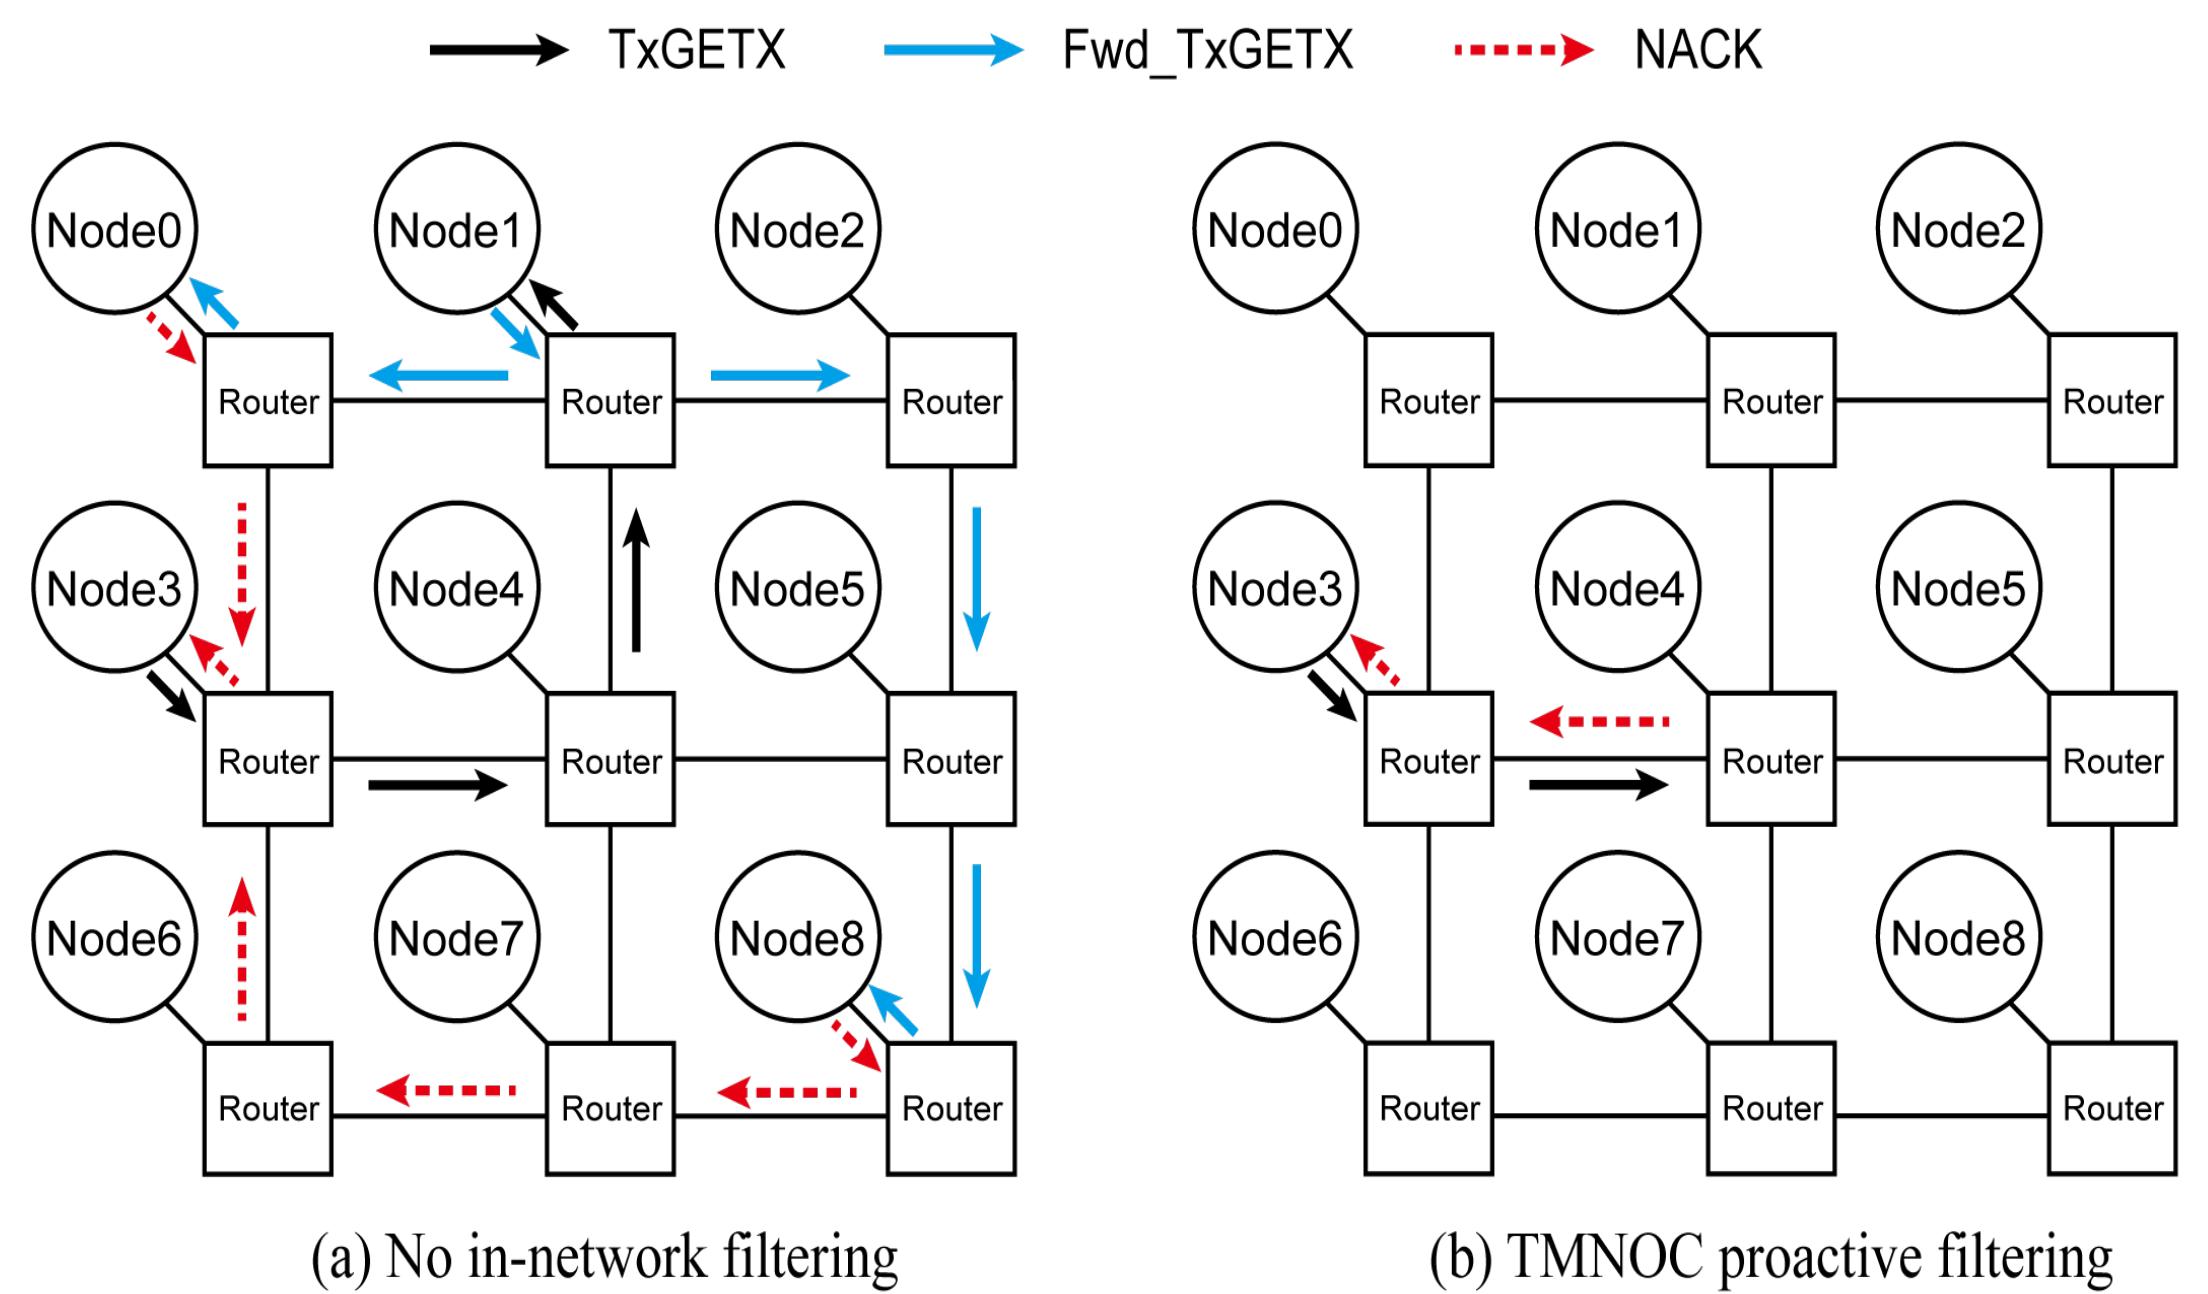 TxGETX Fwd_TxGETX NACK
Node0 Node1 Node2 Node0 Node1 Node2
Router Router Router Router Router Router
Node3 Node4 Node5 Node3 Node4 Node5
Router Router Router Router Router Router
Node6 Node7 Node8 Node6 Node7 Node8
Router Router Router Router Router Router
(a) No in-network filtering (b) TMNOC proactive filtering